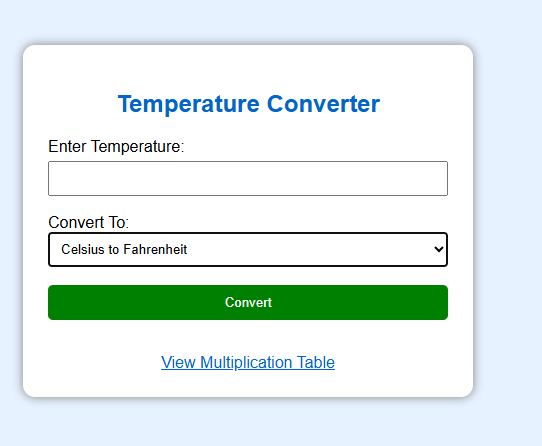 Temperature Converter
Enter Temperature:
Convert To:
Celsius to Fahrenheit
Convert
View Multiplication Table